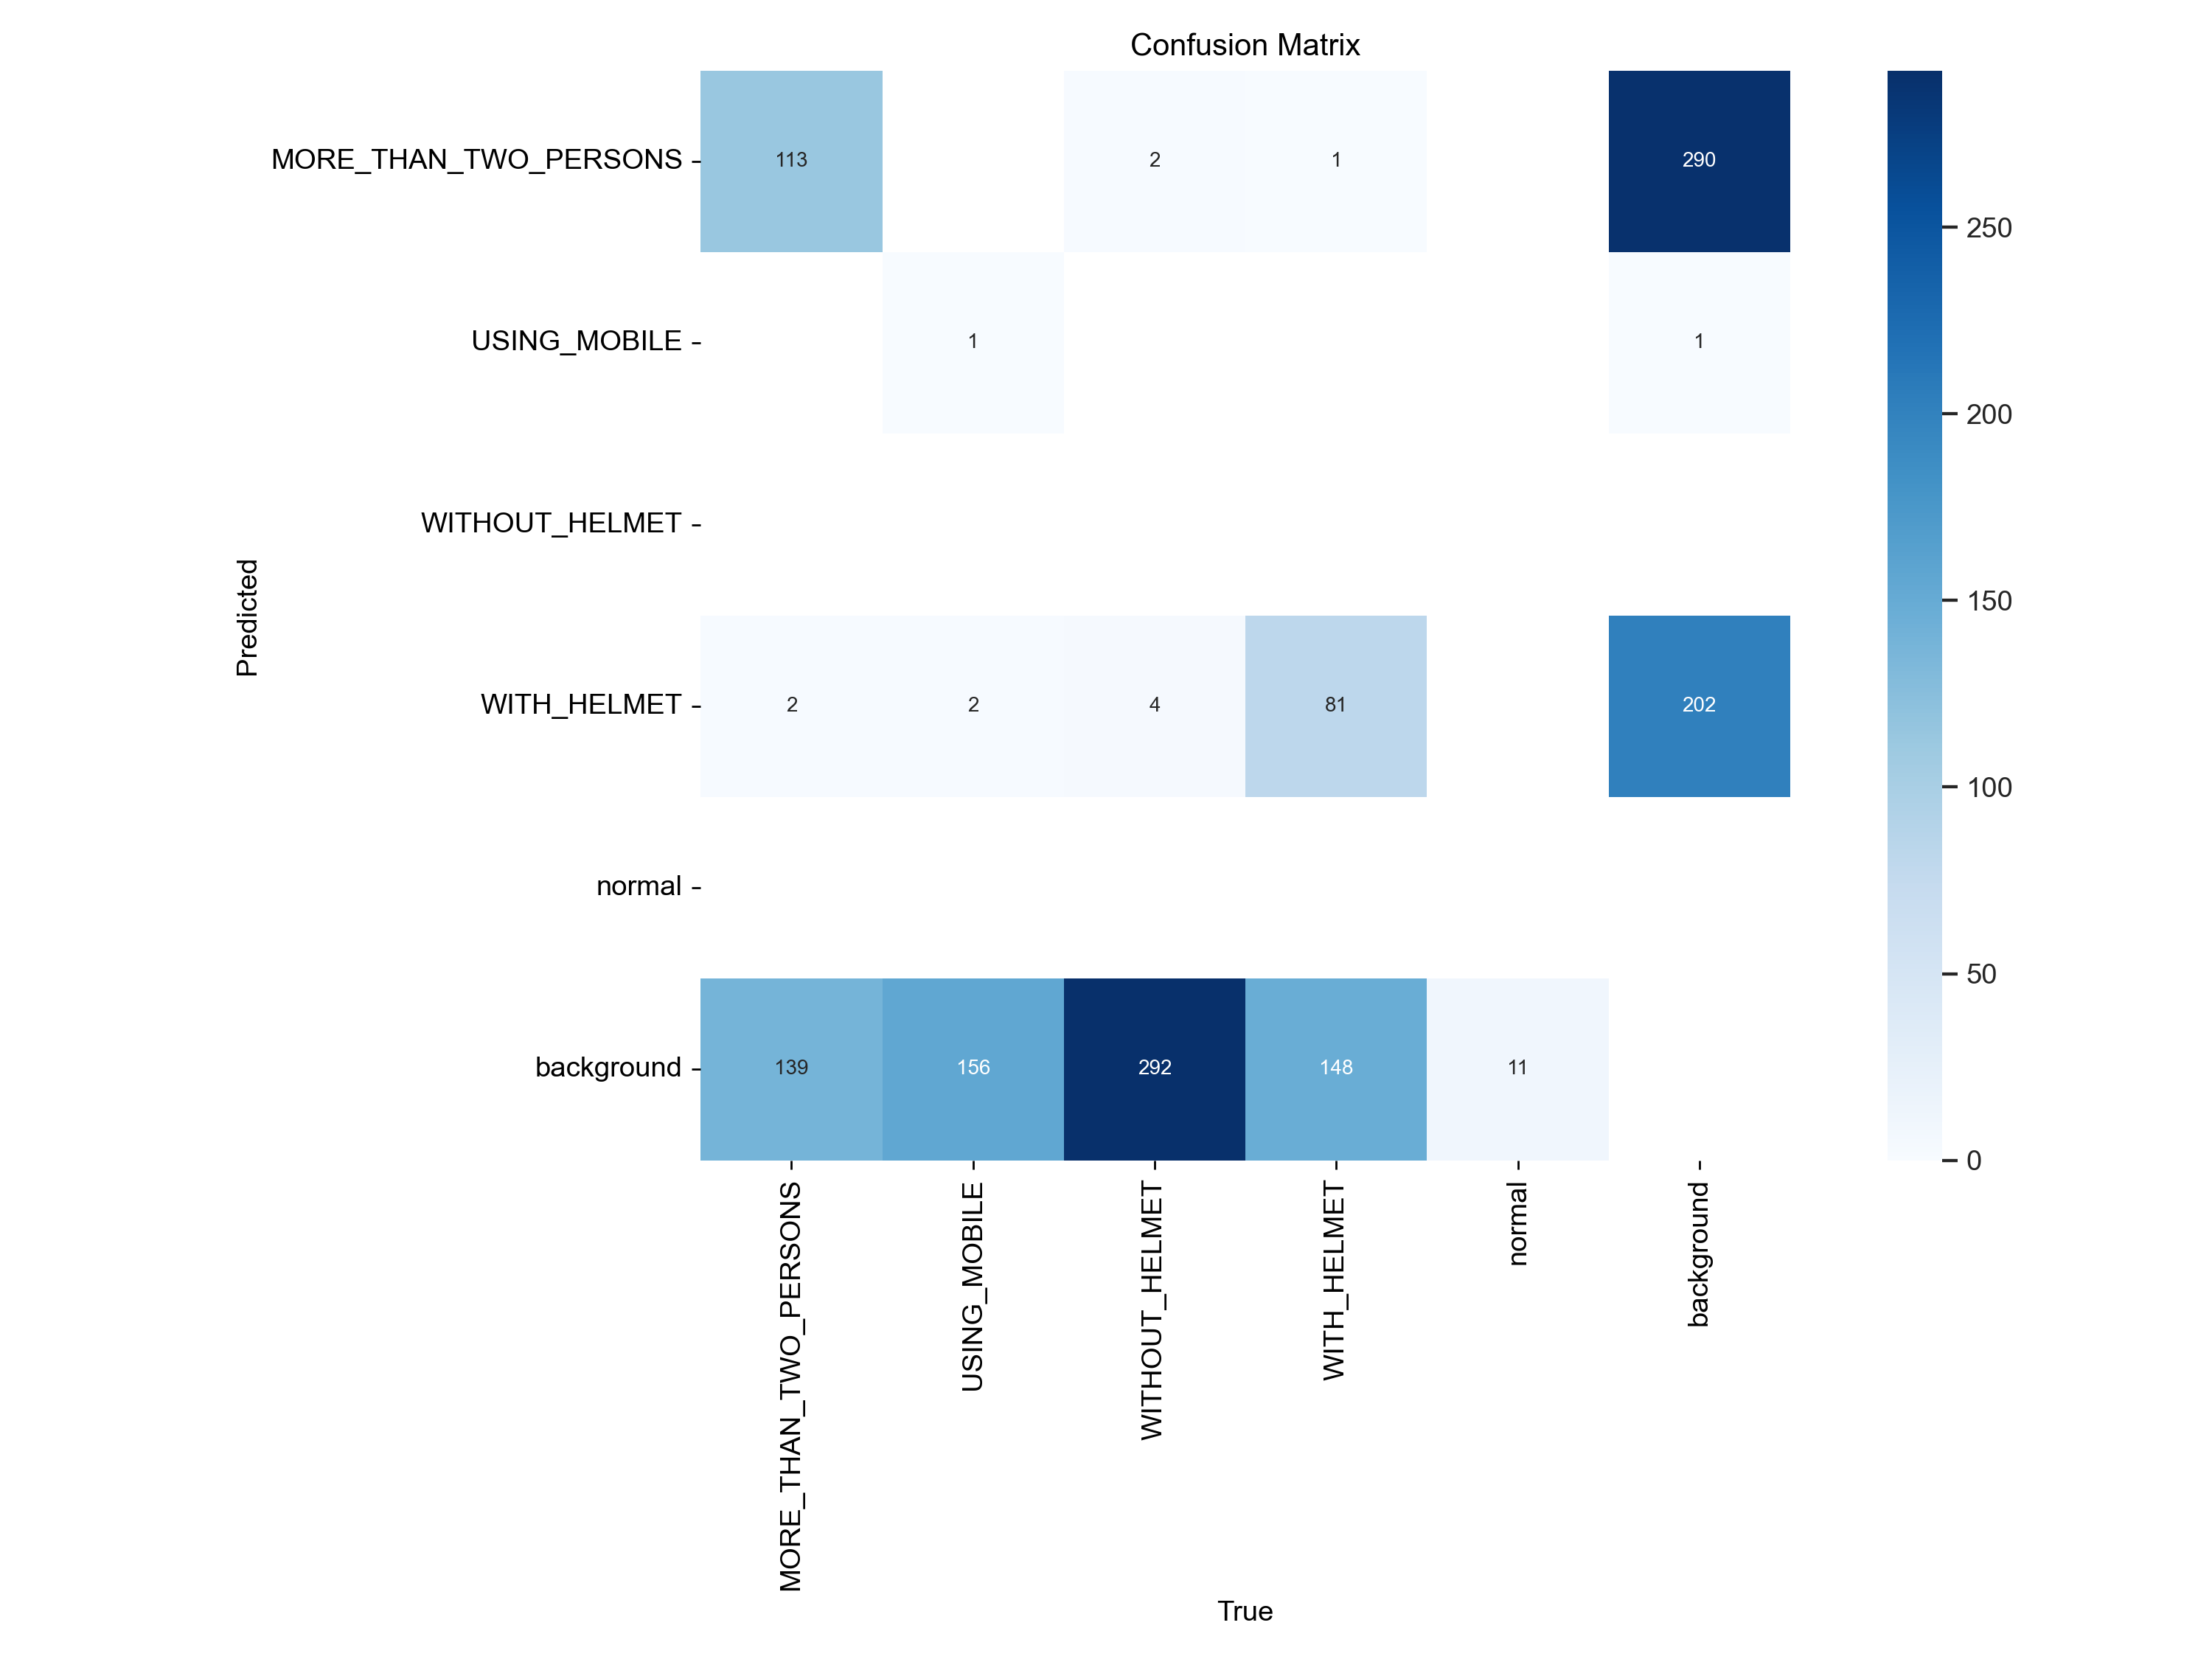 Confusion Matrix
MORE_THAN_TWO_PERSONS
113
2
1
290
250
USING_MOBILE
1
1
200
WITHOUT_HELMET
150
Predicted
WITH_HELMET
2
2
4
81
202
100
normal
50
background
139
156
292
148
11
0
MORE_THAN_TWO_PERSONS
USING_MOBILE
WITHOUT_HELMET
WITH_HELMET
normal
background
True